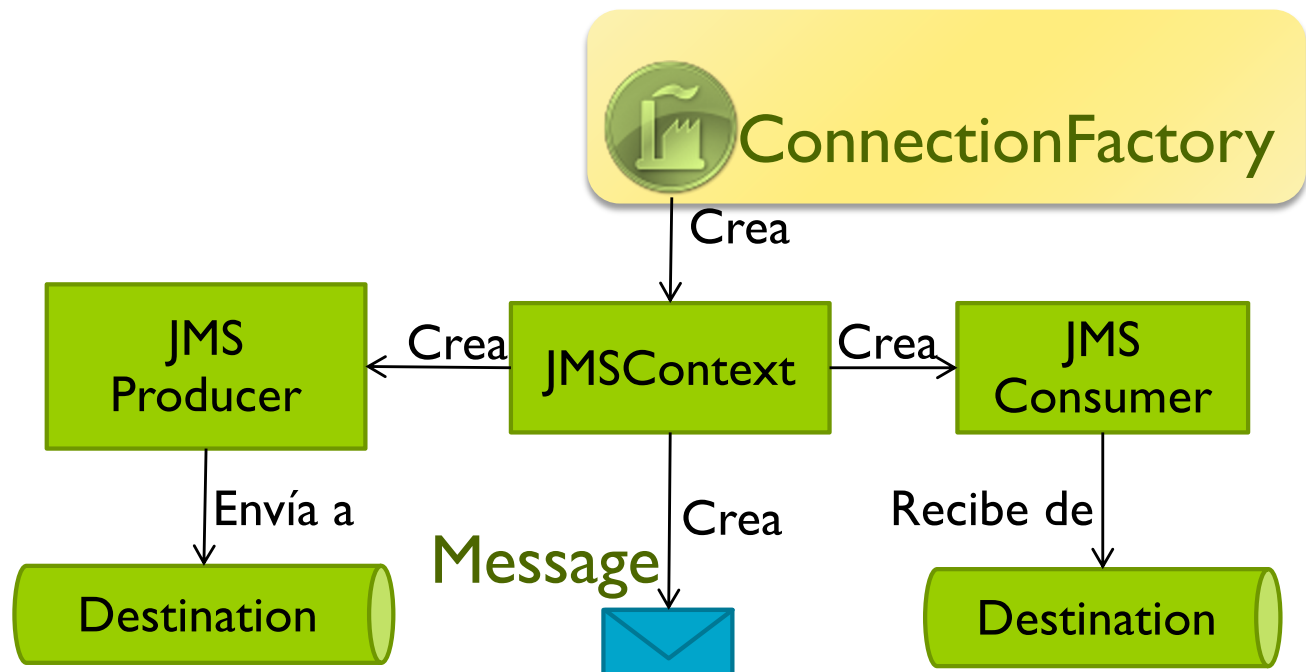 ConnectionFactory
Crea
JMS
Producer
Crea
JMSContext
Crea
JMS
Consumer
Envía a
Crea
Recibe de
Message
Destination
Destination